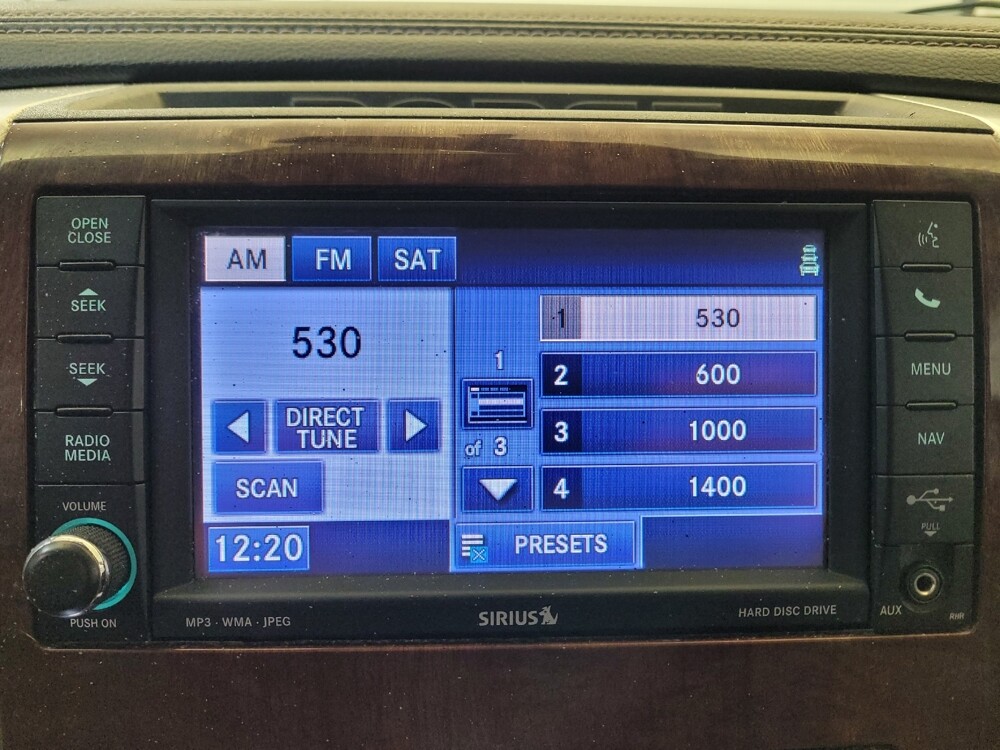 DODGE
OPEN
CLOSE
SEEK
SEEK
RADIO
MEDIA
VOLUME
PUSH ON
AM FM SAT
530
DIRECT
TUNE
SCAN
12:20
1
of 3
1 530
2 600
3 1000
4 1400
PRESETS
MP3 · WMA · JPEG
SIRIUS
HARD DISC DRIVE
MENU
NAV
PULL
AUX
RHR